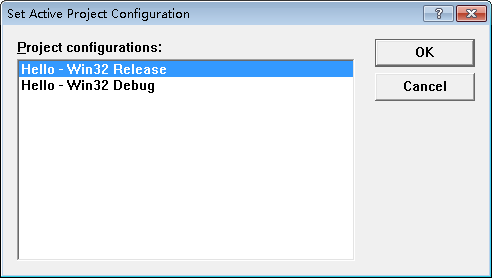 Set Active Project Configuration
Project configurations:
OK
Hello - Win32 Release
Hello - Win32 Debug
Cancel